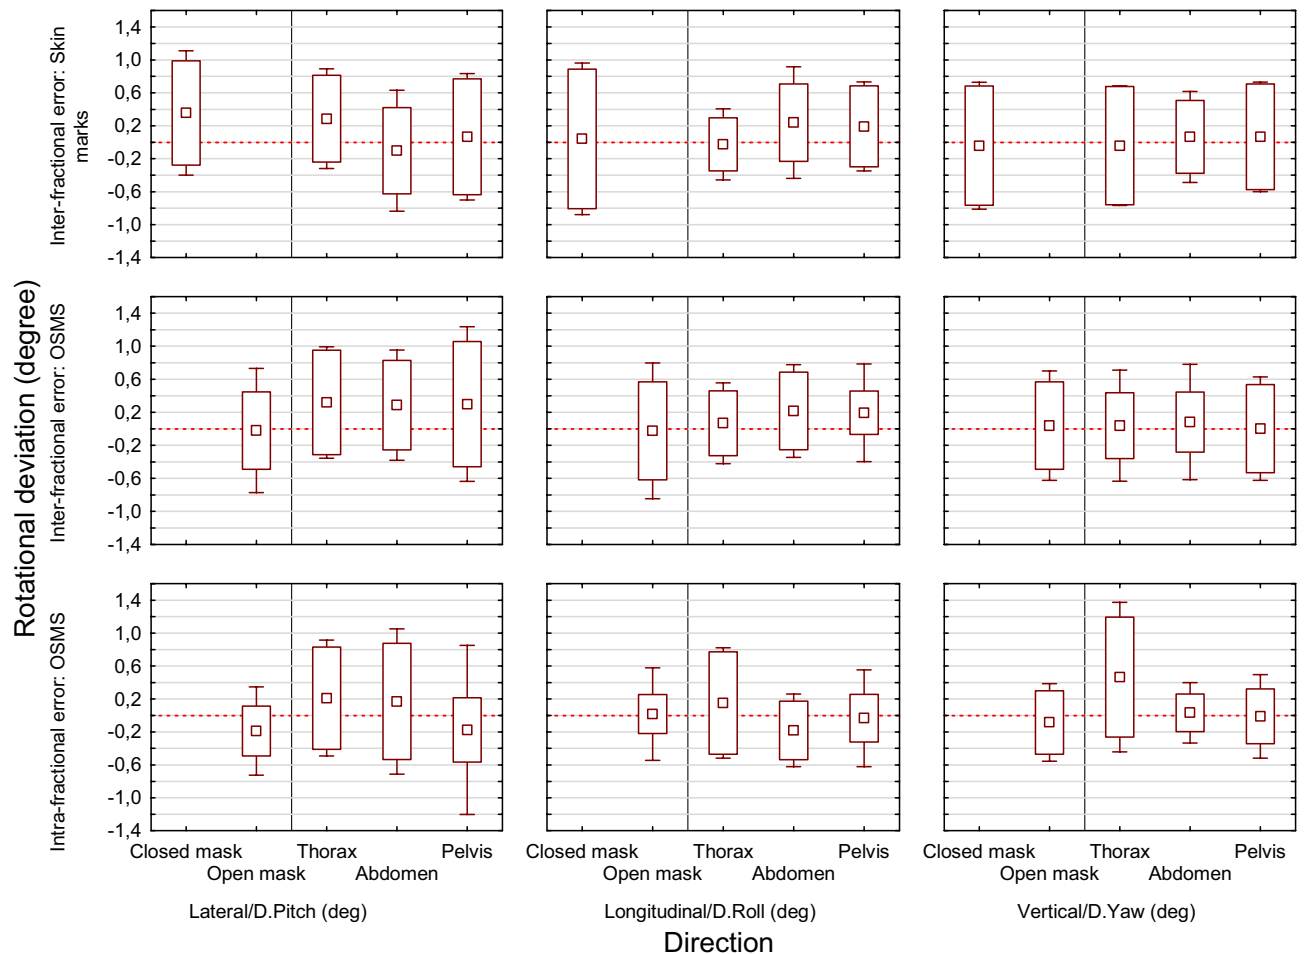 Rotational deviation (degree)
Inter-fractional error: Skin
marks
1,4
1,0
0,6
0,2
-0,2
-0,6
-1,0
-1,4
Inter-fractional error: OSMS
1,4
1,0
0,6
0,2
-0,2
-0,6
-1,0
-1,4
Intra-fractional error: OSMS
1,4
1,0
0,6
0,2
-0,2
-0,6
-1,0
-1,4
Closed mask Thorax Pelvis Closed mask Thorax Pelvis Closed mask Thorax Pelvis
Open mask Abdomen Open mask Abdomen Open mask Abdomen
Lateral/D.Pitch (deg) Longitudinal/D.Roll (deg) Vertical/D.Yaw (deg)
Direction